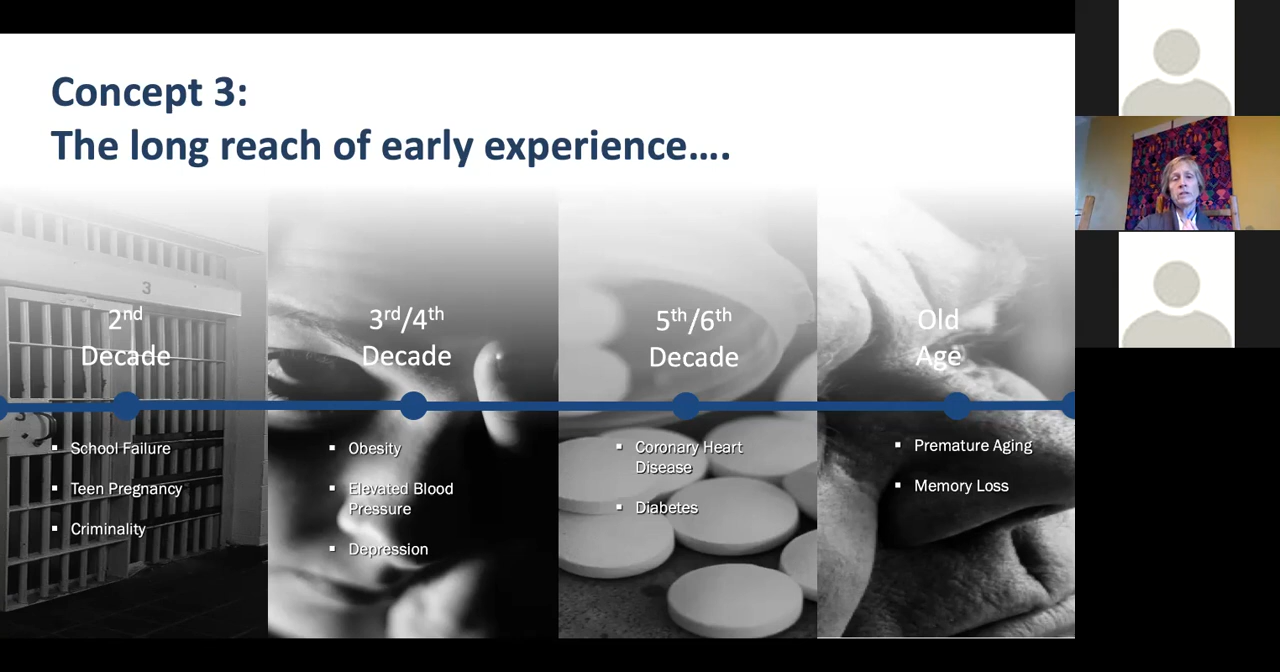 Concept 3:
The long reach of early experience....
3
2nd
Decade
3rd/4th
Decade
5th/6th
Decade
Old
Age
▪ School Failure
▪ Teen Pregnancy
▪ Criminality
▪ Obesity
▪ Elevated Blood
Pressure
▪ Depression
▪ Coronary Heart
Disease
▪ Diabetes
▪ Premature Aging
▪ Memory Loss